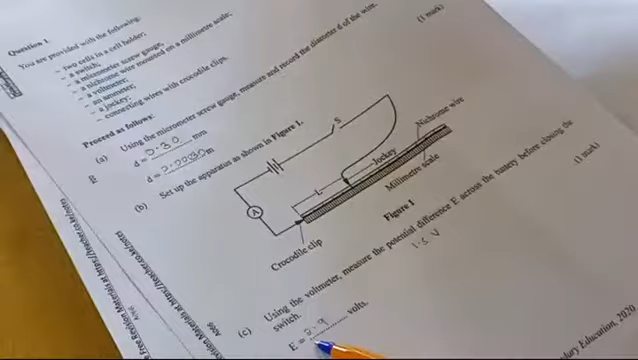 Question 1.
You are provided with the following.
- two cells in a cell holder;
- a switch;
- a micrometer screw gauge,
- a nichrome wire mounted on a millimetre scale;
- a voltmeter;
- an ammeter;
- a jockey;
- connecting wires with crocodile clips.
Proceed as follows:
(a) Using the micrometer screw gauge, measure and record the diameter d of the wire.
(1 mark)
d = 0.30 mm
d = 0.00030 m
(b) Set up the apparatus as shown in Figure 1.
S
Nichrome wire
Jockey
L
Millimetre scale
A
Crocodile clip
Figure 1
(c) Using the voltmeter, measure the potential difference E across the battery before closing the
switch.
(1 mark)
1.5 V
E = 2.9 volts.
Education, 2020